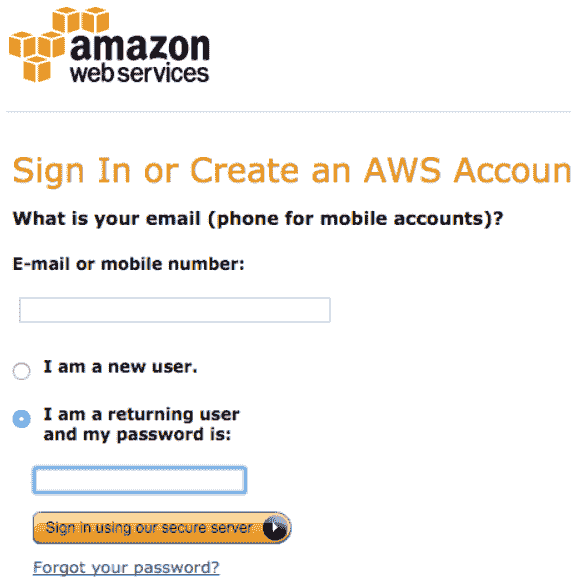 amazon
webservices
Sign In or Create an AWS Accoun
What is your email (phone for mobile accounts)?
E-mail or mobile number:
I am a new user.
I am a returning user
and my password is:
Sign in using our secure server
Forgot your password?